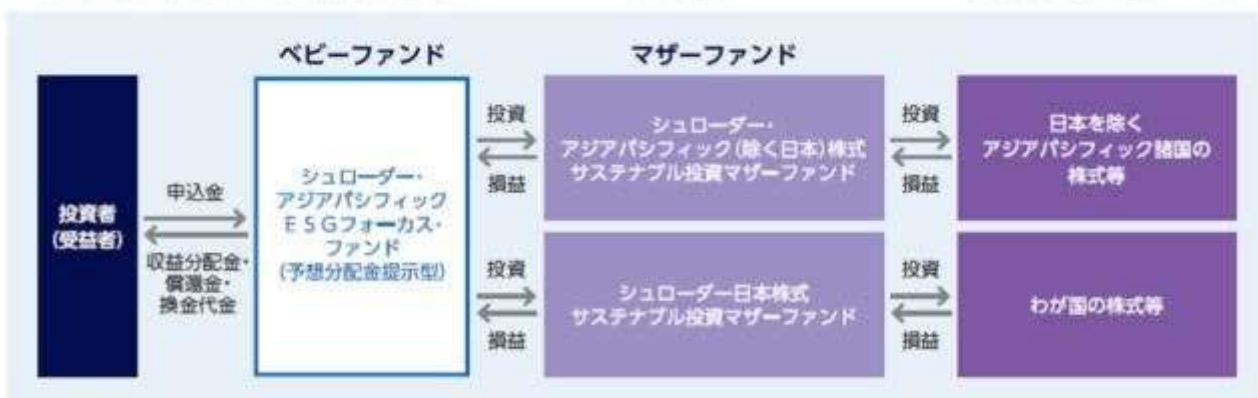 ベビーファンド
マザーファンド
投資者
(受益者)
申込金
収益分配金・
償還金・
換金代金
シュローダー・
アジアパシフィック
ESGフォーカス・
ファンド
(予想分配金提示型)
投資
損益
シュローダー・
アジアパシフィック(除く日本)株式
サステナブル投資マザーファンド
投資
損益
日本を除く
アジアパシフィック諸国の
株式等
投資
損益
シュローダー日本株式
サステナブル投資マザーファンド
投資
損益
わが国の株式等